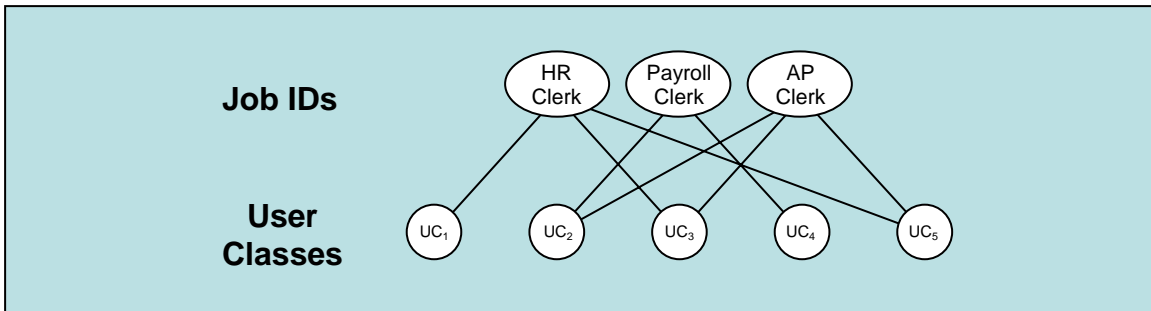 HR
Clerk
Payroll
Clerk
AP
Clerk
Job IDs
User
Classes
UC₁
UC₂
UC₃
UC₄
UC₅